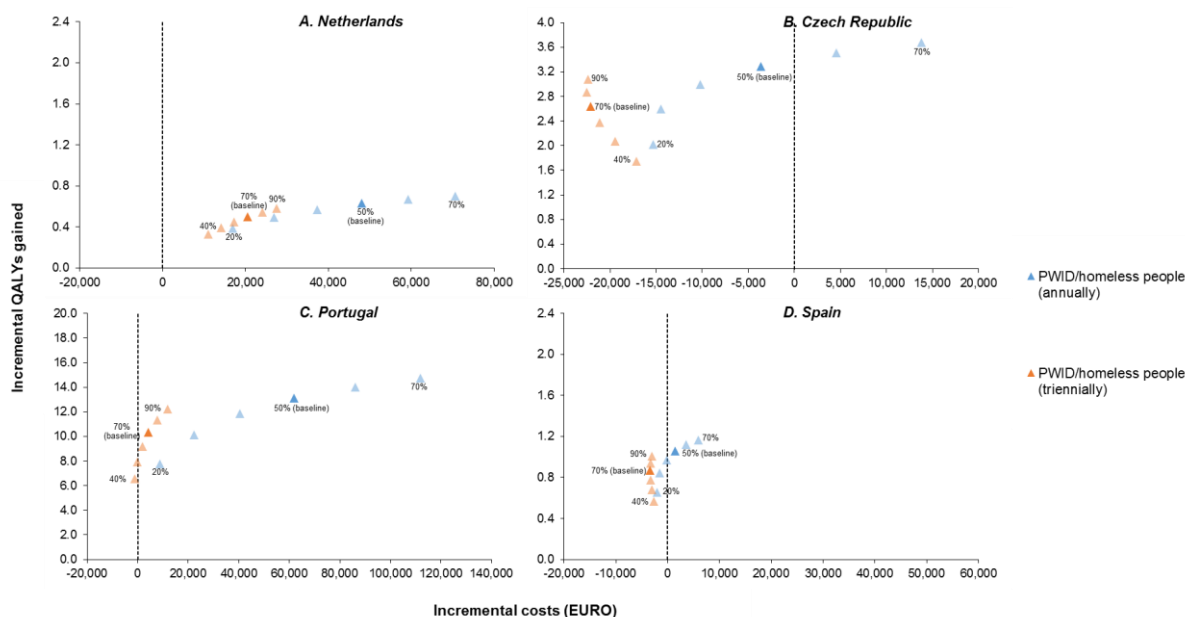 A. Netherlands
2.4
2.0
1.6
1.2
0.8
0.4
0.0
-20,000 0 20,000 40,000 60,000 80,000
40%
20%
70%
(baseline)
90%
50%
(baseline)
70%
B. Czech Republic
4.0
3.6
3.2
2.8
2.4
2.0
1.6
1.2
0.8
0.4
0.0
-25,000 -20,000 -15,000 -10,000 -5,000 0 5,000 10,000 15,000 20,000
90%
70% (baseline)
40%
20%
50% (baseline)
70%
C. Portugal
20.0
18.0
16.0
14.0
12.0
10.0
8.0
6.0
4.0
2.0
0.0
-20,000 0 20,000 40,000 60,000 80,000 100,000 120,000 140,000
90%
70%
(baseline)
40%
20%
50% (baseline)
70%
D. Spain
2.4
2.0
1.6
1.2
0.8
0.4
0.0
-20,000 -10,000 0 10,000 20,000 30,000 40,000 50,000 60,000
90%
70% (baseline)
40%
20%
50% (baseline)
70%
Incremental QALYs gained
Incremental costs (EURO)
PWID/homeless people
(annually)
PWID/homeless people
(triennially)